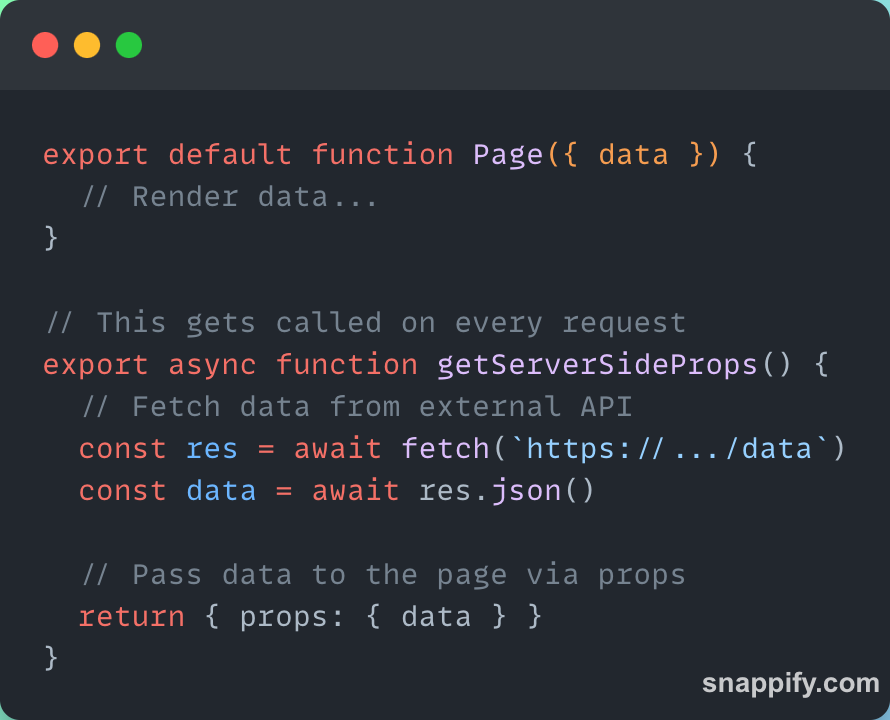 export default function Page({ data }) {
  // Render data...
}

// This gets called on every request
export async function getServerSideProps() {
  // Fetch data from external API
  const res = await fetch(`https://.../data`)
  const data = await res.json()

  // Pass data to the page via props
  return { props: { data } }
}
snappify.com